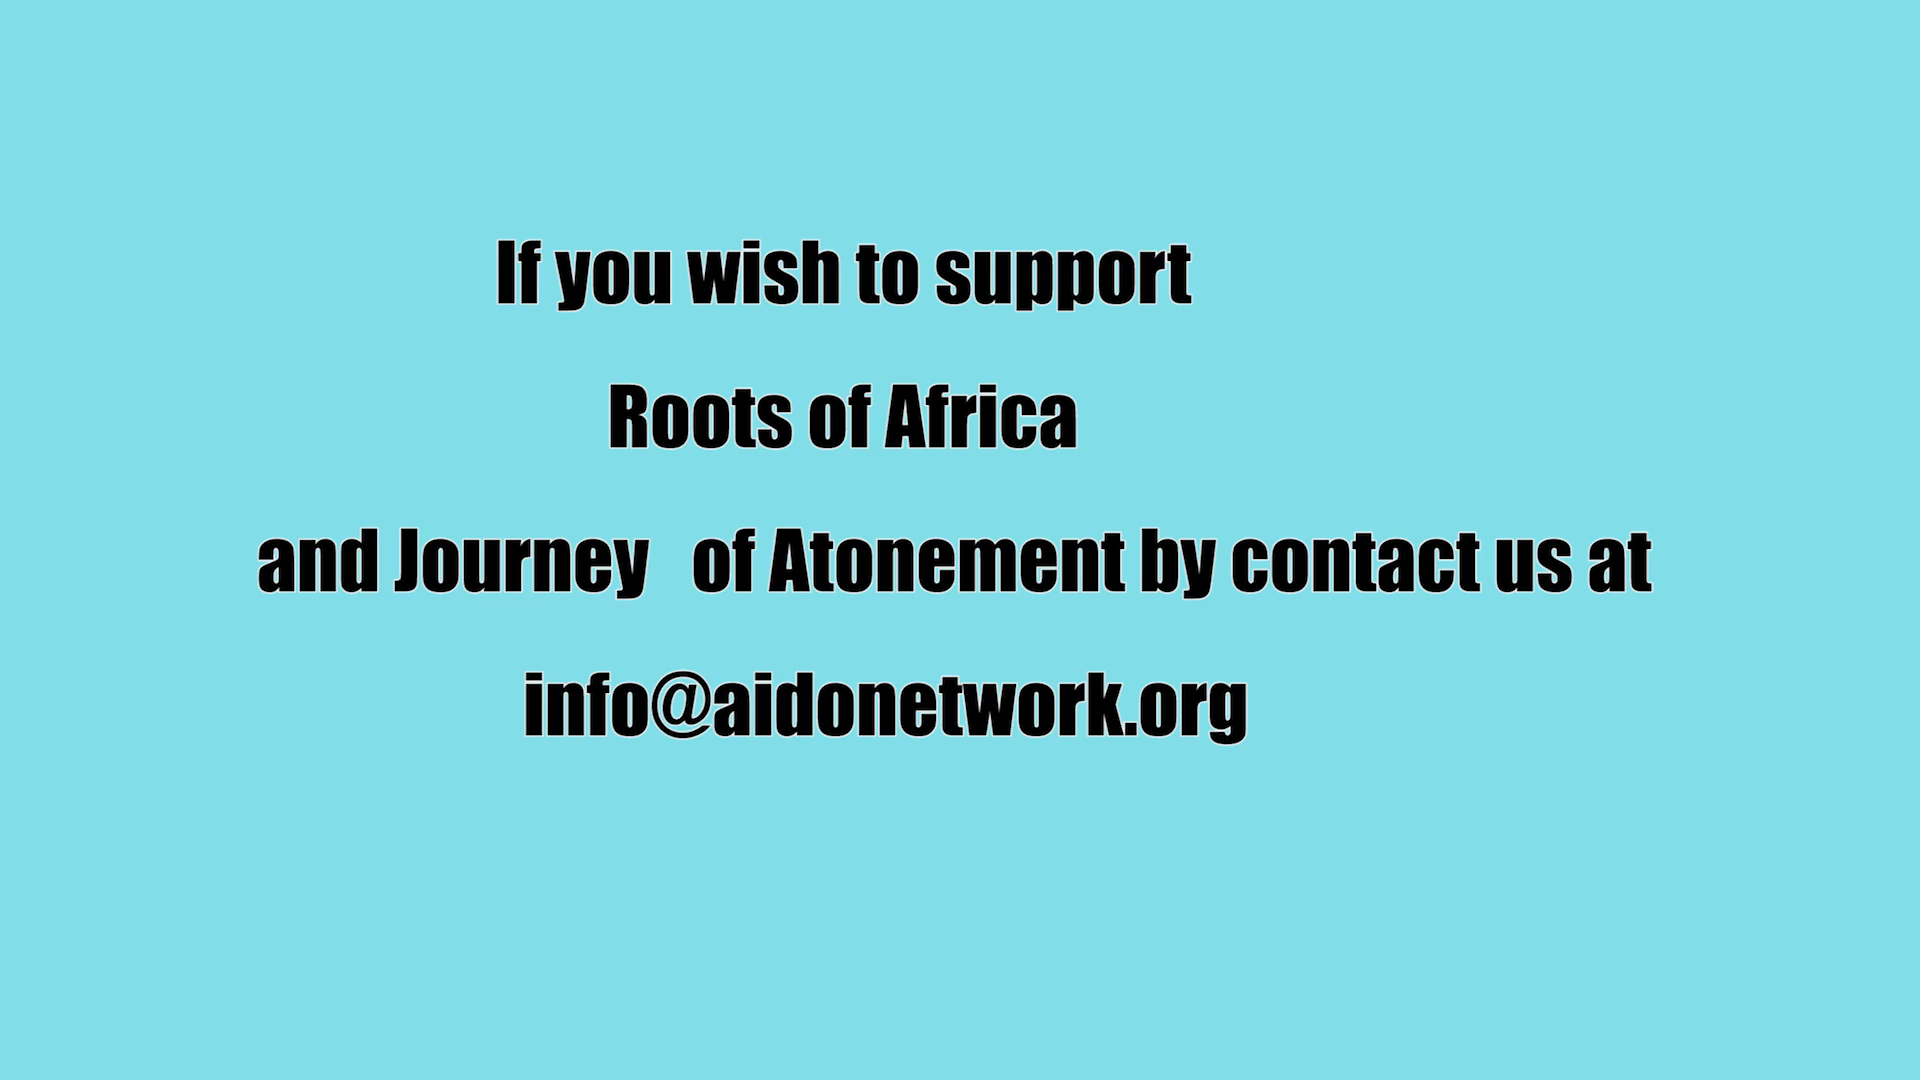 If you wish to support
Roots of Africa
and Journey of Atonement by contact us at
info@aidonetwork.org